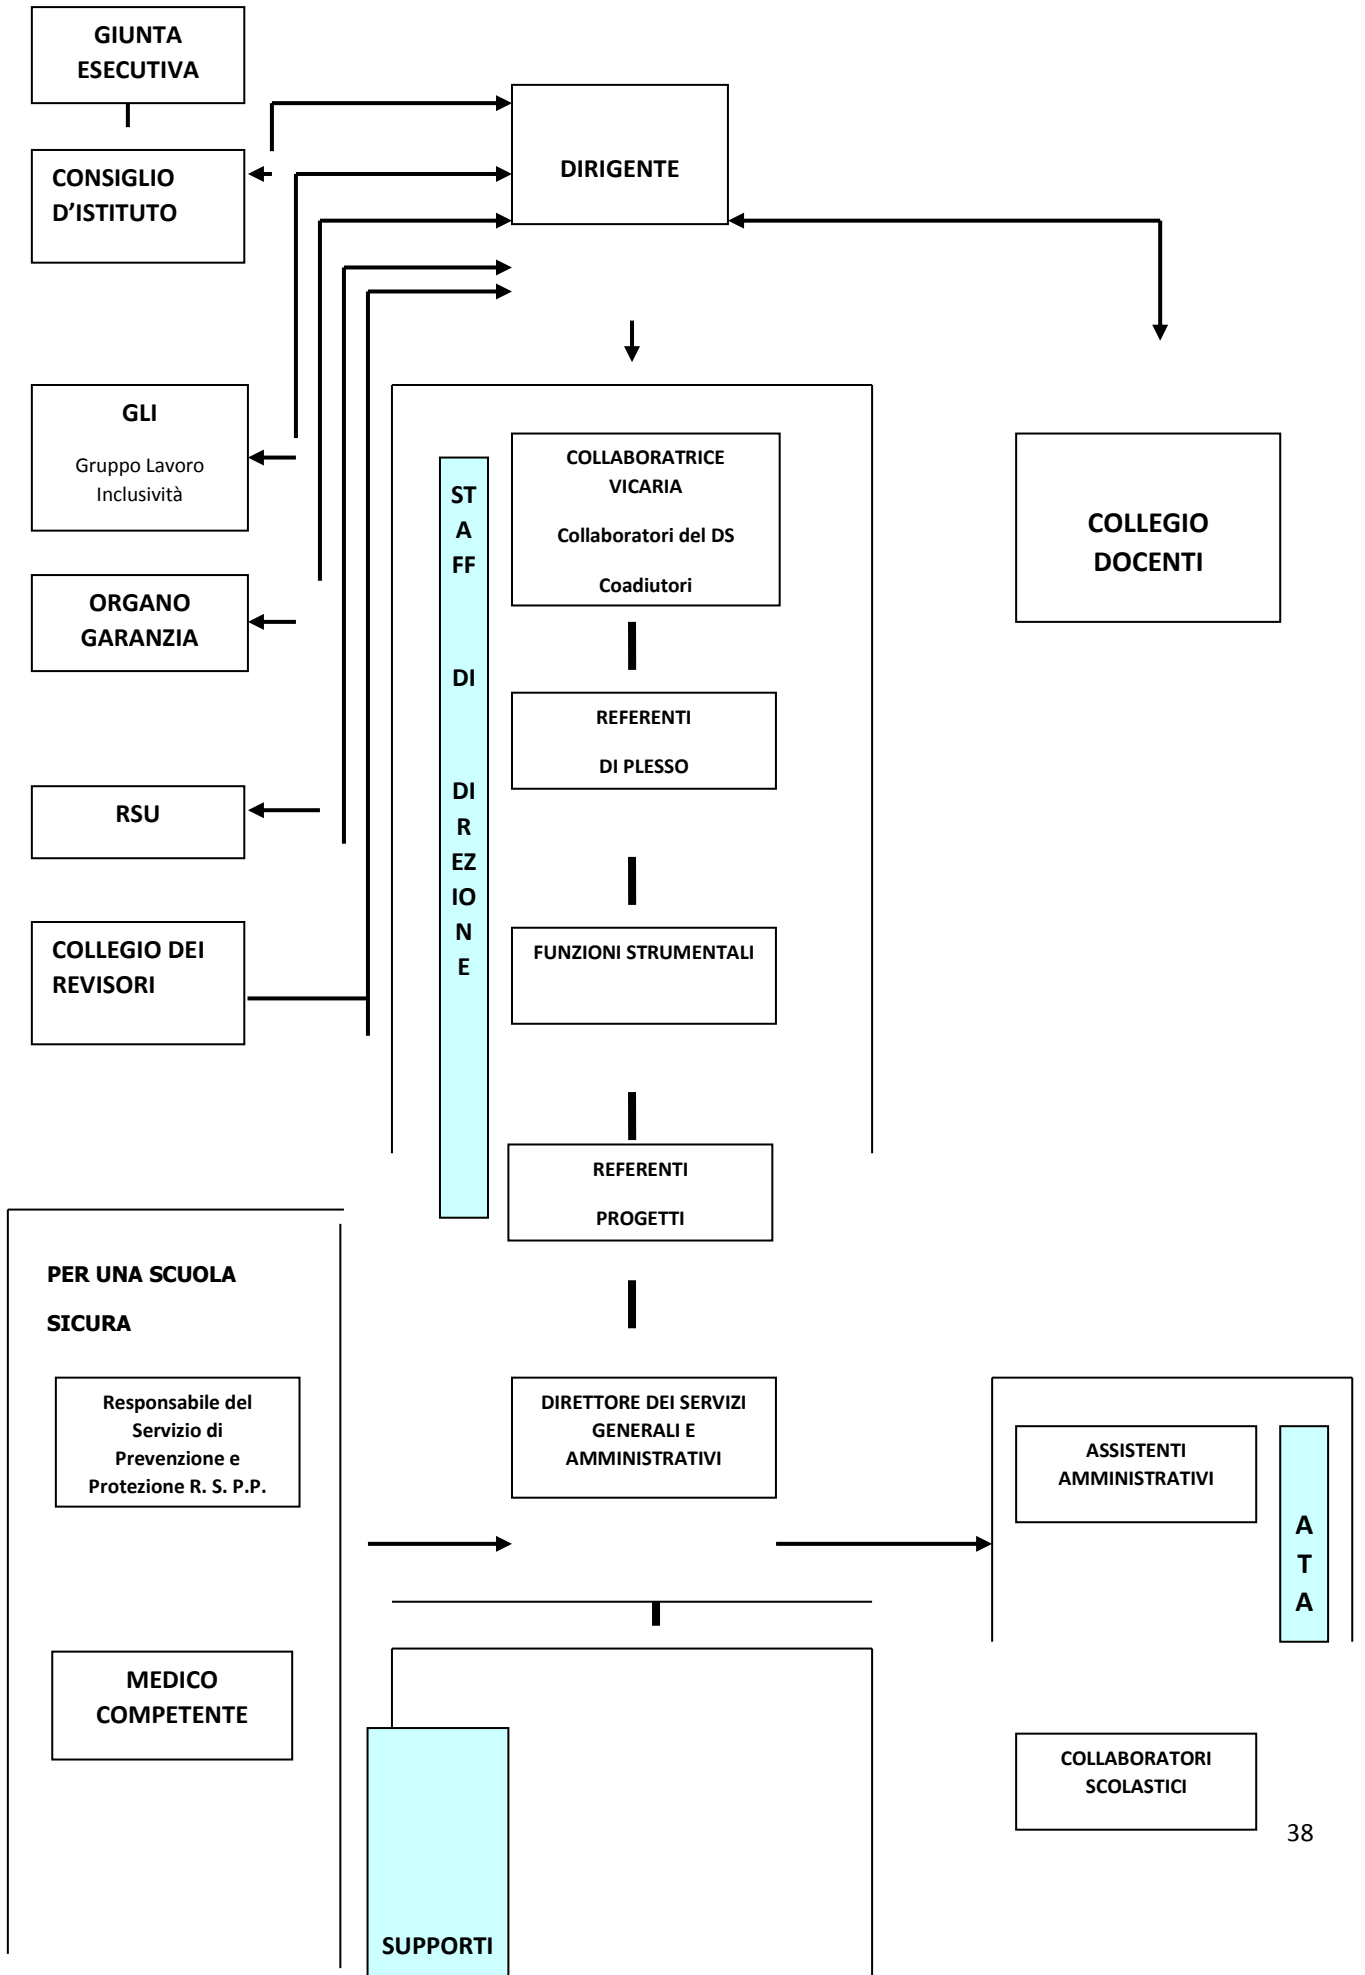 GIUNTA
ESECUTIVA
CONSIGLIO
D'ISTITUTO
DIRIGENTE
GLI
Gruppo Lavoro
Inclusività
ORGANO
GARANZIA
RSU
COLLEGIO DEI
REVISORI
ST
A
FF
DI
DI
R
EZ
IO
N
E
COLLABORATRICE
VICARIA
Collaboratori del DS
Coadiutori
REFERENTI
DI PLESSO
FUNZIONI STRUMENTALI
REFERENTI
PROGETTI
COLLEGIO
DOCENTI
PER UNA SCUOLA
SICURA
Responsabile del
Servizio di
Prevenzione e
Protezione R. S. P.P.
MEDICO
COMPETENTE
DIRETTORE DEI SERVIZI
GENERALI E
AMMINISTRATIVI
ASSISTENTI
AMMINISTRATIVI
A
T
A
COLLABORATORI
SCOLASTICI
SUPPORTI
38